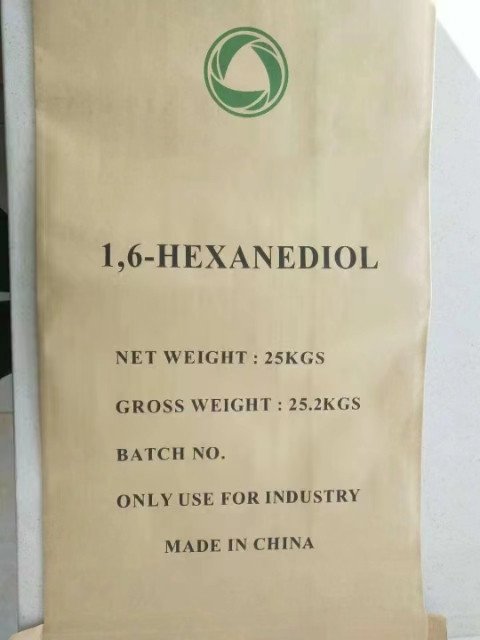 1,6-HEXANEDIOL
NET WEIGHT : 25KGS
GROSS WEIGHT : 25.2KGS
BATCH NO.
ONLY USE FOR INDUSTRY
MADE IN CHINA